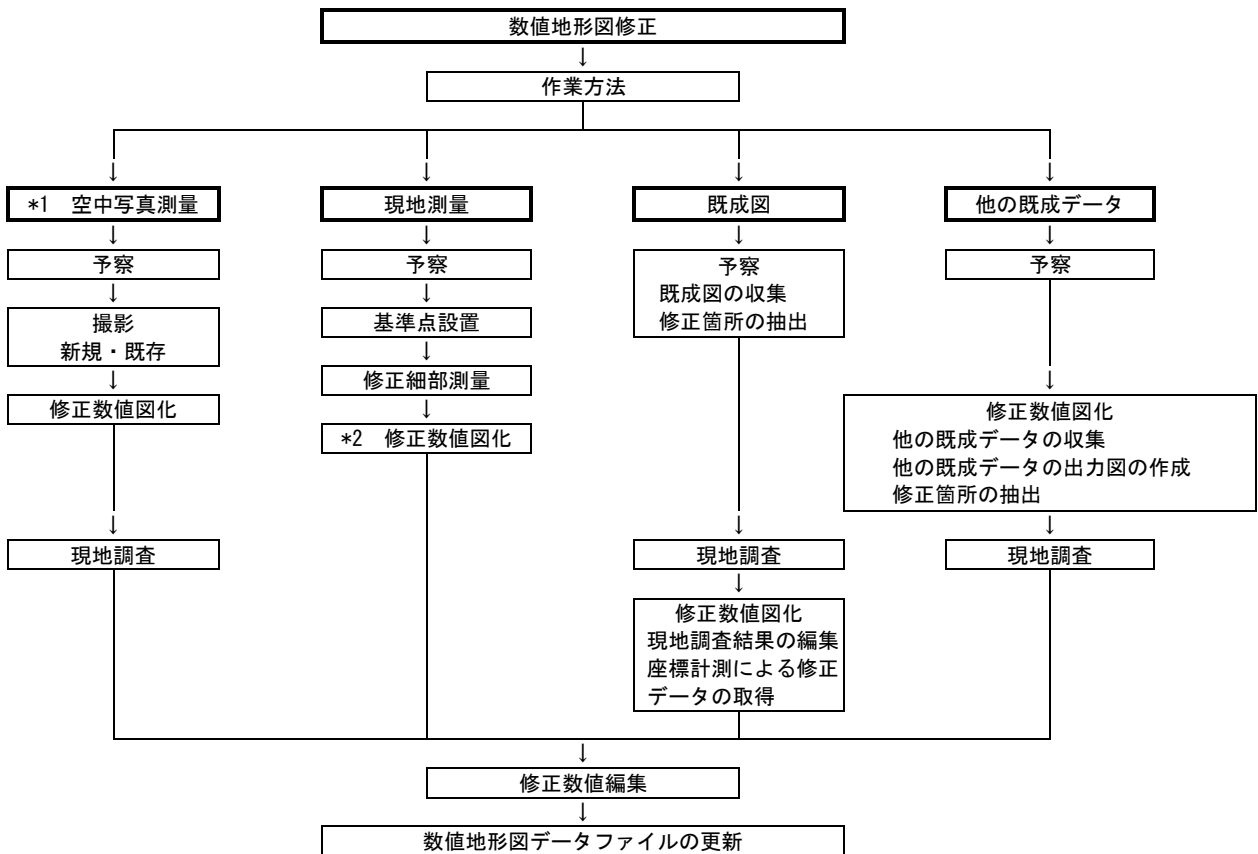 数値地形図修正
↓
作業方法
↓ ↓ ↓ ↓
*1 空中写真測量
↓
予察
↓
撮影
新規・既存
↓
修正数値図化
↓
現地調査
現地測量
↓
予察
↓
基準点設置
↓
修正細部測量
↓
*2 修正数値図化
既成図
↓
予察
既成図の収集
修正箇所の抽出
↓
現地調査
↓
修正数値図化
現地調査結果の編集
座標計測による修正
データの取得
他の既成データ
↓
予察
↓
修正数値図化
他の既成データの収集
他の既成データの出力図の作成
修正箇所の抽出
↓
現地調査
↓
修正数値編集
↓
数値地形図データファイルの更新